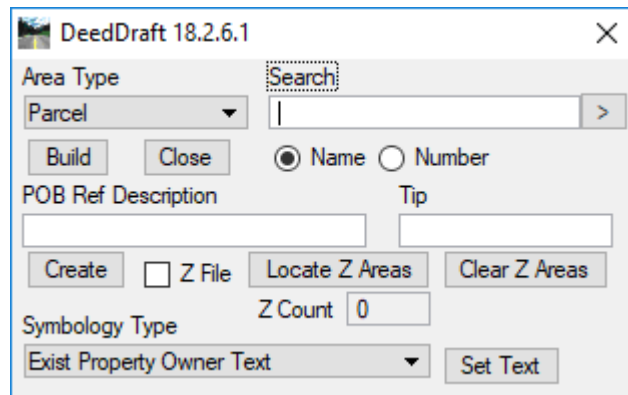 DeedDraft 18.2.6.1
Area Type Search
Parcel >
Build Close Name Number
POB Ref Description Tip
Create Z File Locate Z Areas Clear Z Areas
Z Count 0
Symbology Type
Exist Property Owner Text Set Text